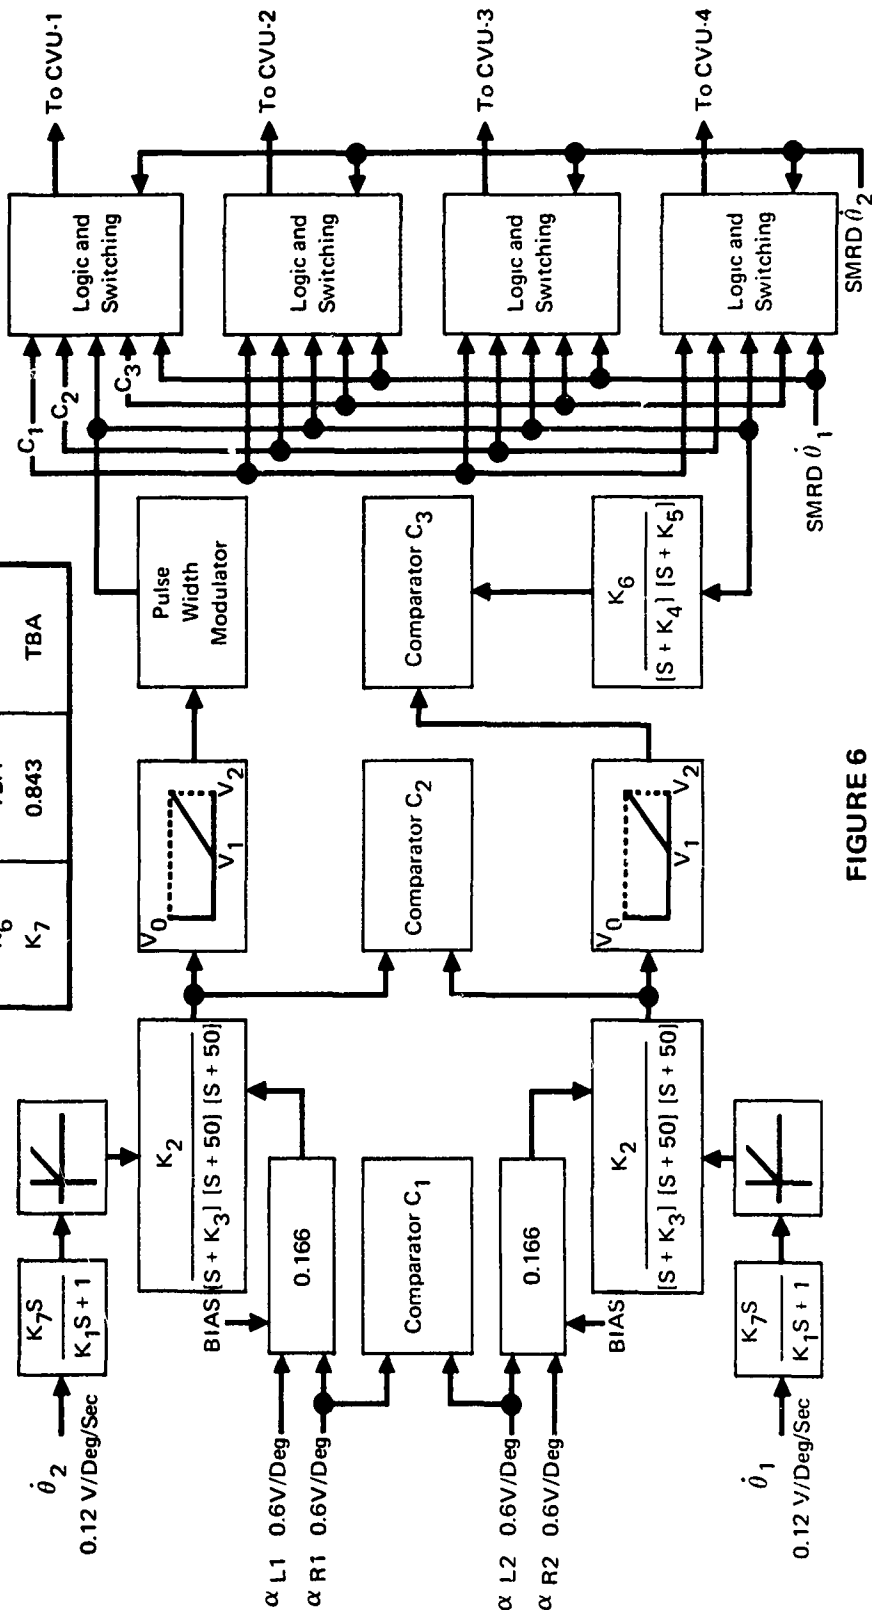 K7 0.843 TBA
θ̇2
0.12 V/Deg/Sec
K7S
K1S + 1
K2
[S + K3] [S + 50] [S + 50]
BIAS
0.166
α L1 0.6V/Deg
α R1 0.6V/Deg
Comparator C1
α L2 0.6V/Deg
α R2 0.6V/Deg
0.166
BIAS
K2
[S + K3] [S + 50] [S + 50]
θ̇1
0.12 V/Deg/Sec
K7S
K1S + 1
V0
V1
V2
Comparator C2
V0
V1
V2
Pulse
Width
Modulator
Comparator C3
K6
[S + K4] [S + K5]
C1
C2
C3
SMRD θ̇1
Logic and
Switching
To CVU-1
Logic and
Switching
To CVU-2
Logic and
Switching
To CVU-3
Logic and
Switching
To CVU-4
SMRD θ̇2
FIGURE 6